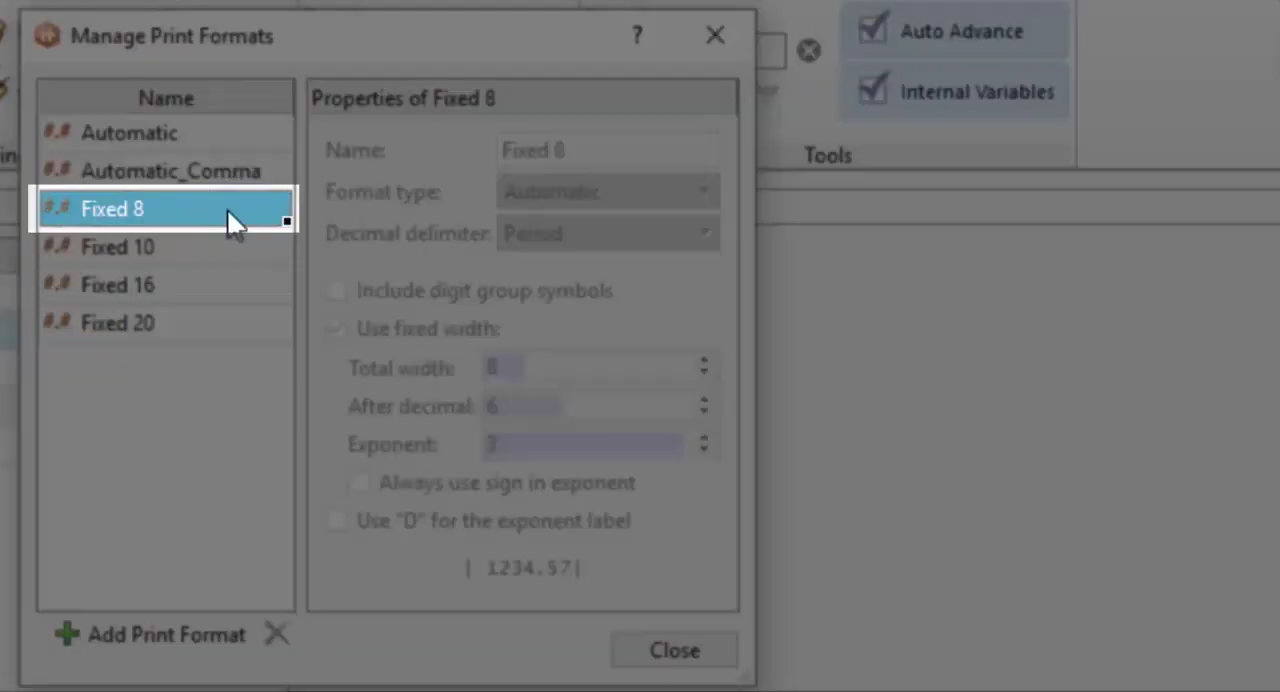 Manage Print Formats ? ×
Name
#.# Automatic
#.# Automatic_Comma
#.# Fixed 8
#.# Fixed 10
#.# Fixed 16
#.# Fixed 20
Add Print Format
Properties of Fixed 8
Name: Fixed 8
Format type: Automatic
Decimal delimiter: Period
Include digit group symbols
Use fixed width:
Total width: 8
After decimal: 6
Exponent: 3
Always use sign in exponent
Use "D" for the exponent label
| 1234.57|
Close
Auto Advance
Internal Variables
Tools